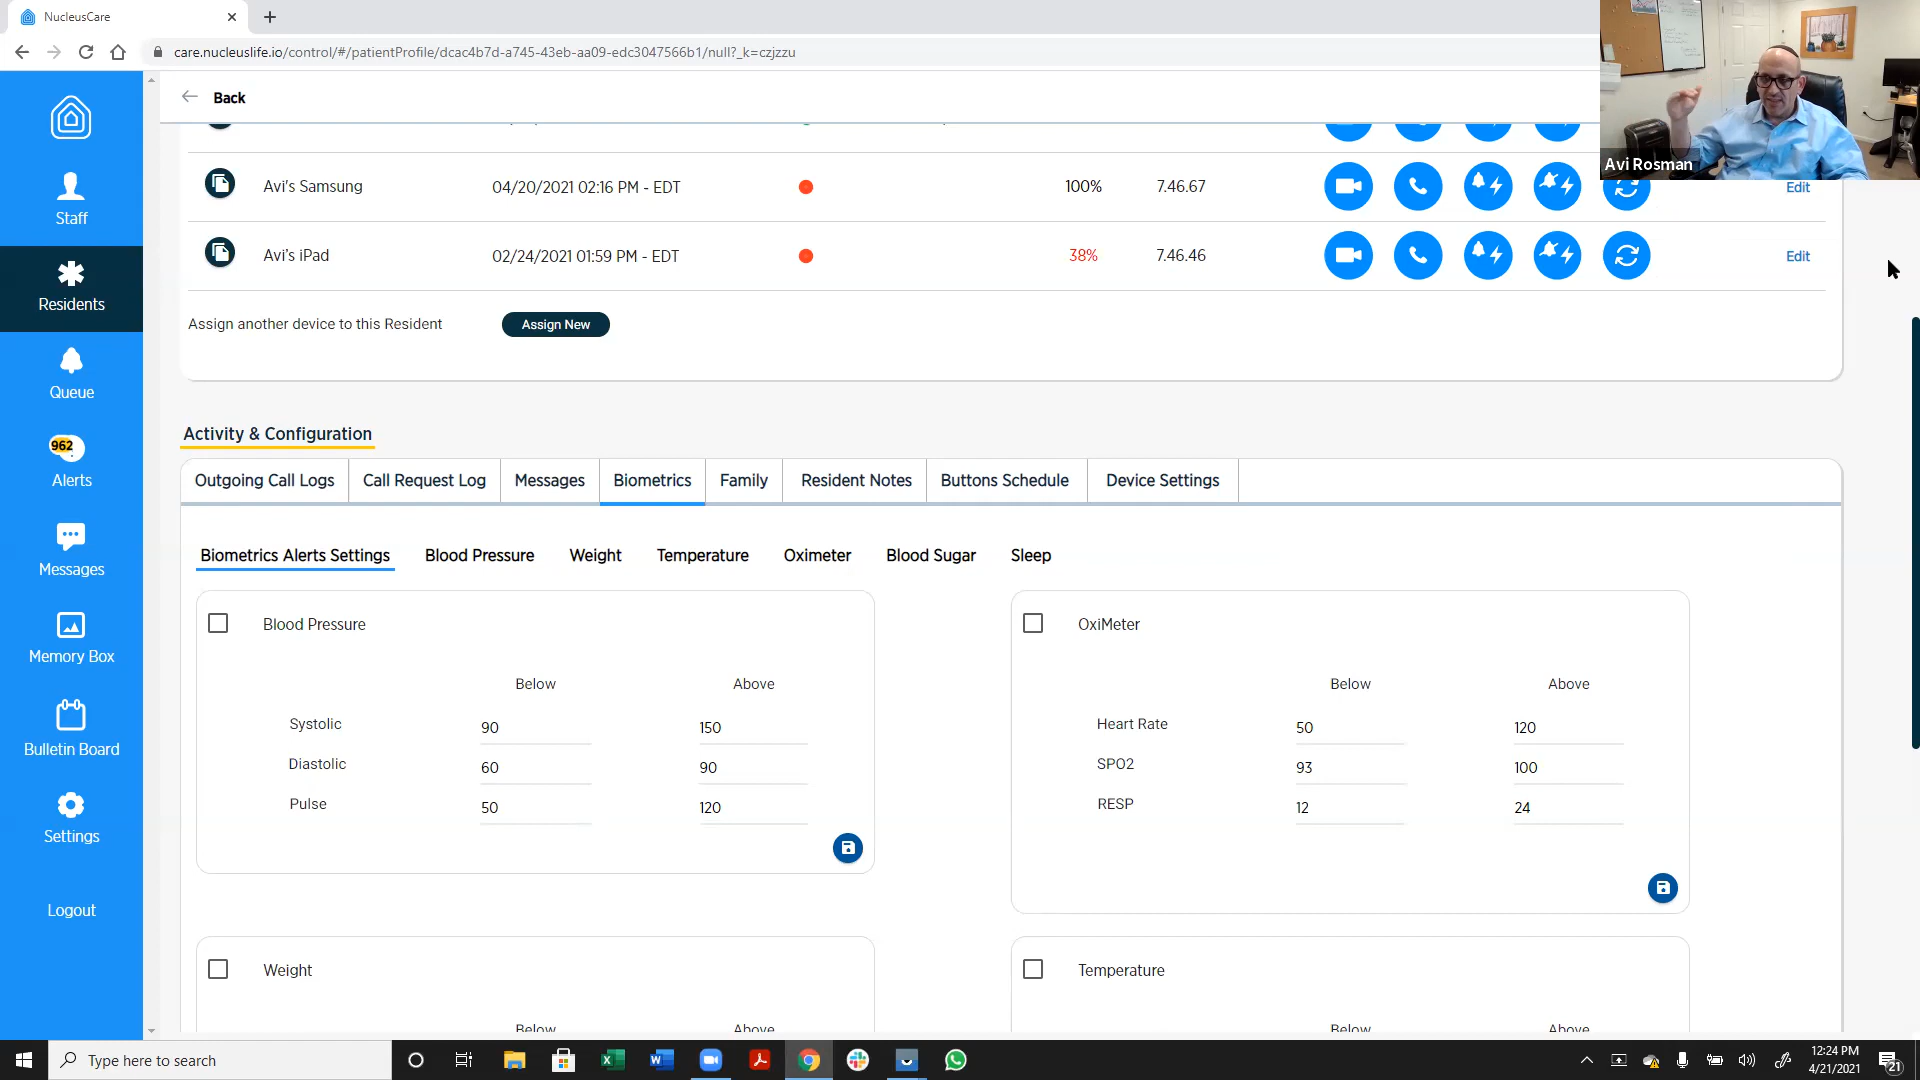 NucleusCare
care.nucleuslife.io/control/#/patientProfile/dcac4b7d-a745-43eb-aa09-edc3047566b1/null?_k=czjzzu
Back
Avi Rosman
Staff
Residents
Queue
962
Alerts
Messages
Memory Box
Bulletin Board
Settings
Logout
Avi's Samsung 04/20/2021 02:16 PM - EDT 100% 7.46.67 Edit
Avi's iPad 02/24/2021 01:59 PM - EDT 38% 7.46.46 Edit
Assign another device to this Resident Assign New
Activity & Configuration
Outgoing Call Logs Call Request Log Messages Biometrics Family Resident Notes Buttons Schedule Device Settings
Biometrics Alerts Settings Blood Pressure Weight Temperature Oximeter Blood Sugar Sleep
Blood Pressure
Below Above
Systolic 90 150
Diastolic 60 90
Pulse 50 120
OxiMeter
Below Above
Heart Rate 50 120
SPO2 93 100
RESP 12 24
Weight
Below Above
Temperature
Below Above
Type here to search
12:24 PM
4/21/2021
21